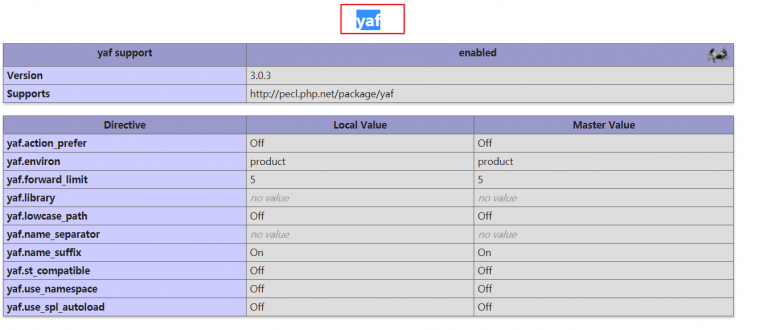 yaf
yaf support enabled
Version 3.0.3
Supports http://pecl.php.net/package/yaf
Directive Local Value Master Value
yaf.action_prefer Off Off
yaf.environ product product
yaf.forward_limit 5 5
yaf.library no value no value
yaf.lowcase_path Off Off
yaf.name_separator no value no value
yaf.name_suffix On On
yaf.st_compatible Off Off
yaf.use_namespace Off Off
yaf.use_spl_autoload Off Off